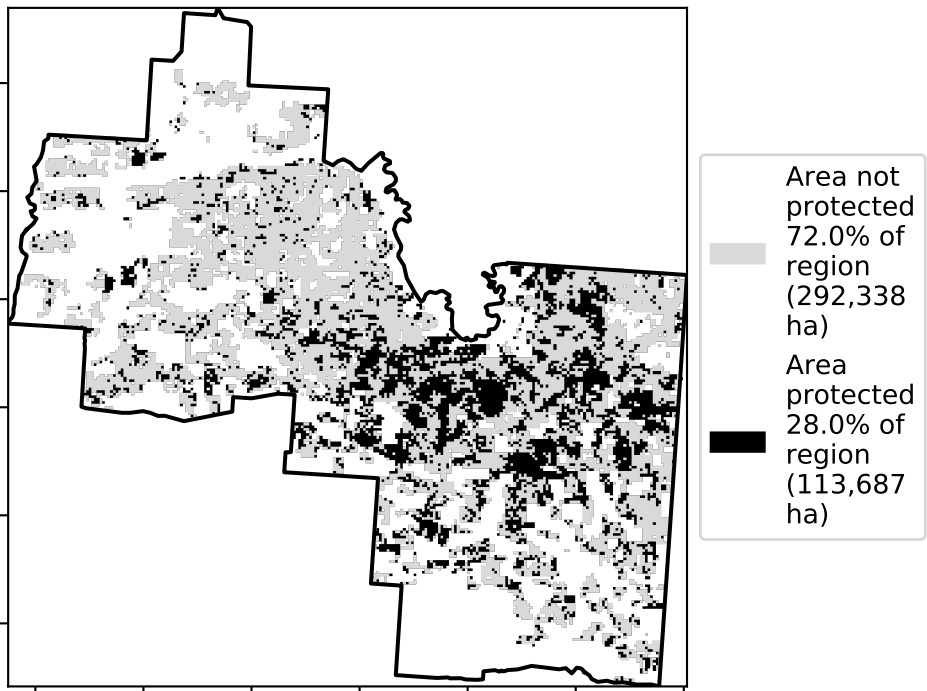 Area not
protected
72.0% of
region
(292,338
ha)
Area
protected
28.0% of
region
(113,687
ha)